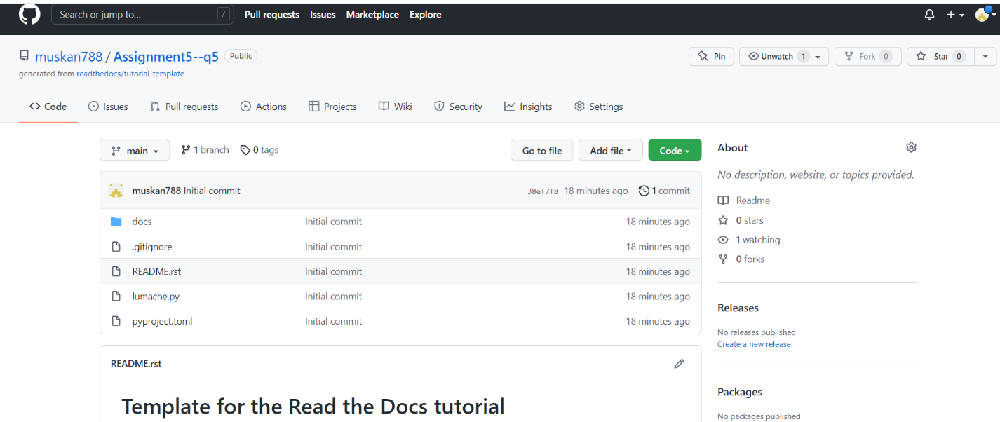 Search or jump to... /
Pull requests Issues Marketplace Explore
muskan788 / Assignment5--q5 Public
Pin Unwatch 1 Fork 0 Star 0
generated from readthedocs/tutorial-template
Code Issues Pull requests Actions Projects Wiki Security Insights Settings
main 1 branch 0 tags Go to file Add file Code
muskan788 Initial commit 38ef7f8 18 minutes ago 1 commit
docs Initial commit 18 minutes ago
.gitignore Initial commit 18 minutes ago
README.rst Initial commit 18 minutes ago
lumache.py Initial commit 18 minutes ago
pyproject.toml Initial commit 18 minutes ago
README.rst
Template for the Read the Docs tutorial
About
No description, website, or topics provided.
Readme
0 stars
1 watching
0 forks
Releases
No releases published
Create a new release
Packages
No packages published